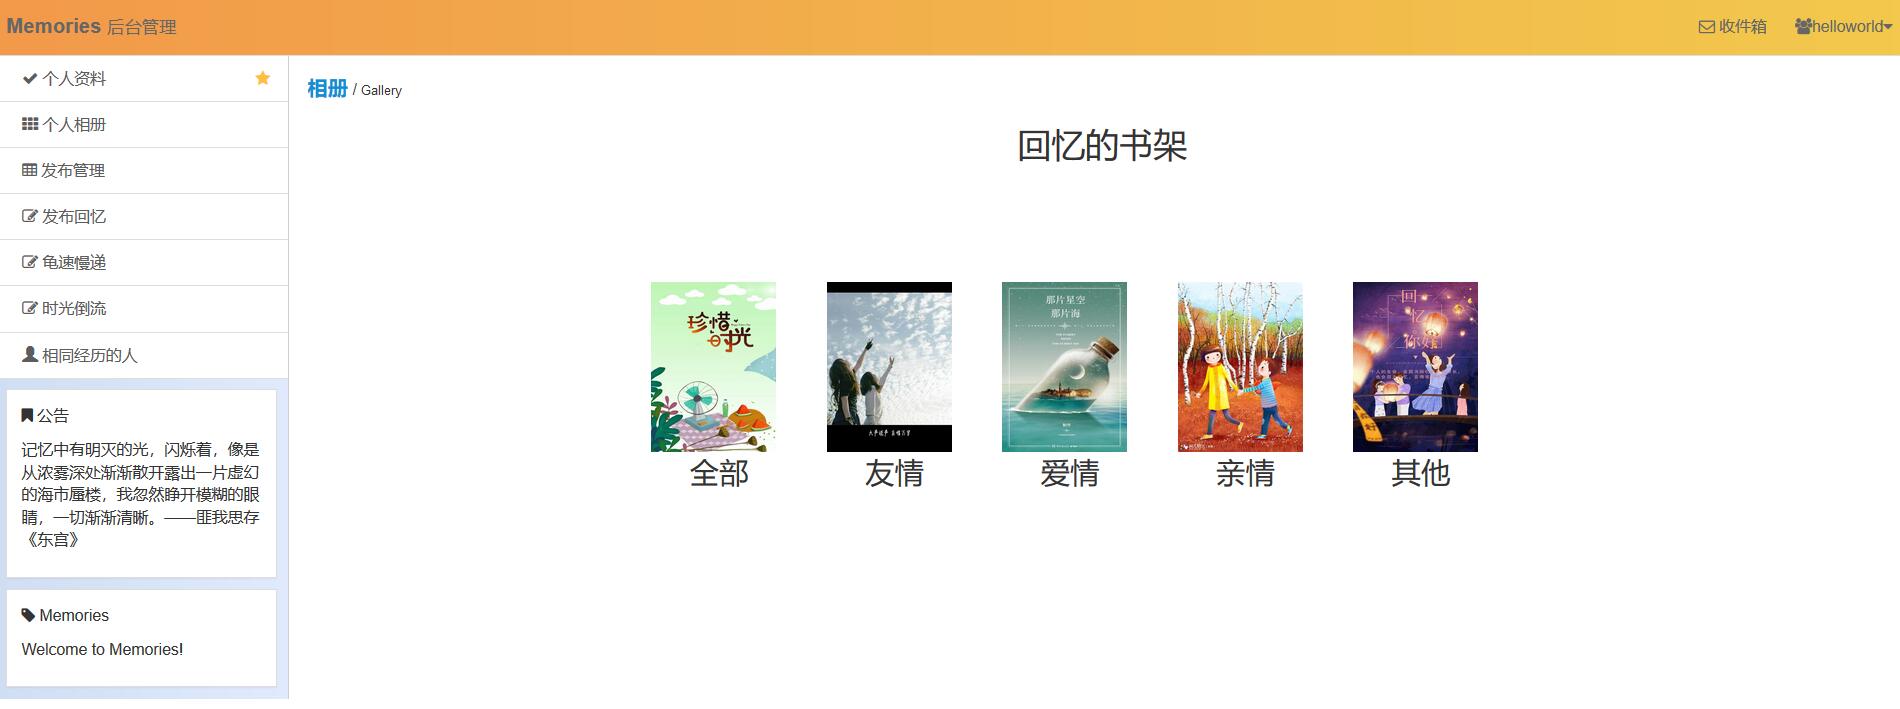 Memories 后台管理
收件箱
helloworld
个人资料
个人相册
发布管理
发布回忆
龟速慢递
时光倒流
相同经历的人
公告
记忆中有明灭的光，闪烁着，像是
从浓雾深处渐渐散开露出一片虚幻
的海市蜃楼，我忽然睁开模糊的眼
睛，一切渐渐清晰。——匪我思存
《东宫》
Memories
Welcome to Memories!
相册 / Gallery
回忆的书架
珍惜
时光
那片星空
那片海
回
忆
你好
全部
友情
爱情
亲情
其他